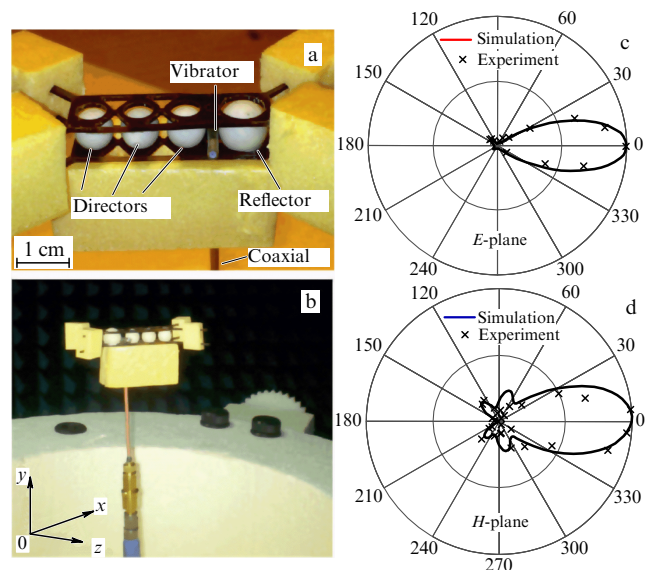 a
Vibrator
Directors
Reflector
1 cm
Coaxial
b
y
x
0
z
c
120
60
Simulation
Experiment
150
30
180
0
210
330
E-plane
240
300
d
120
60
Simulation
Experiment
150
30
180
0
210
330
H-plane
240
300
270